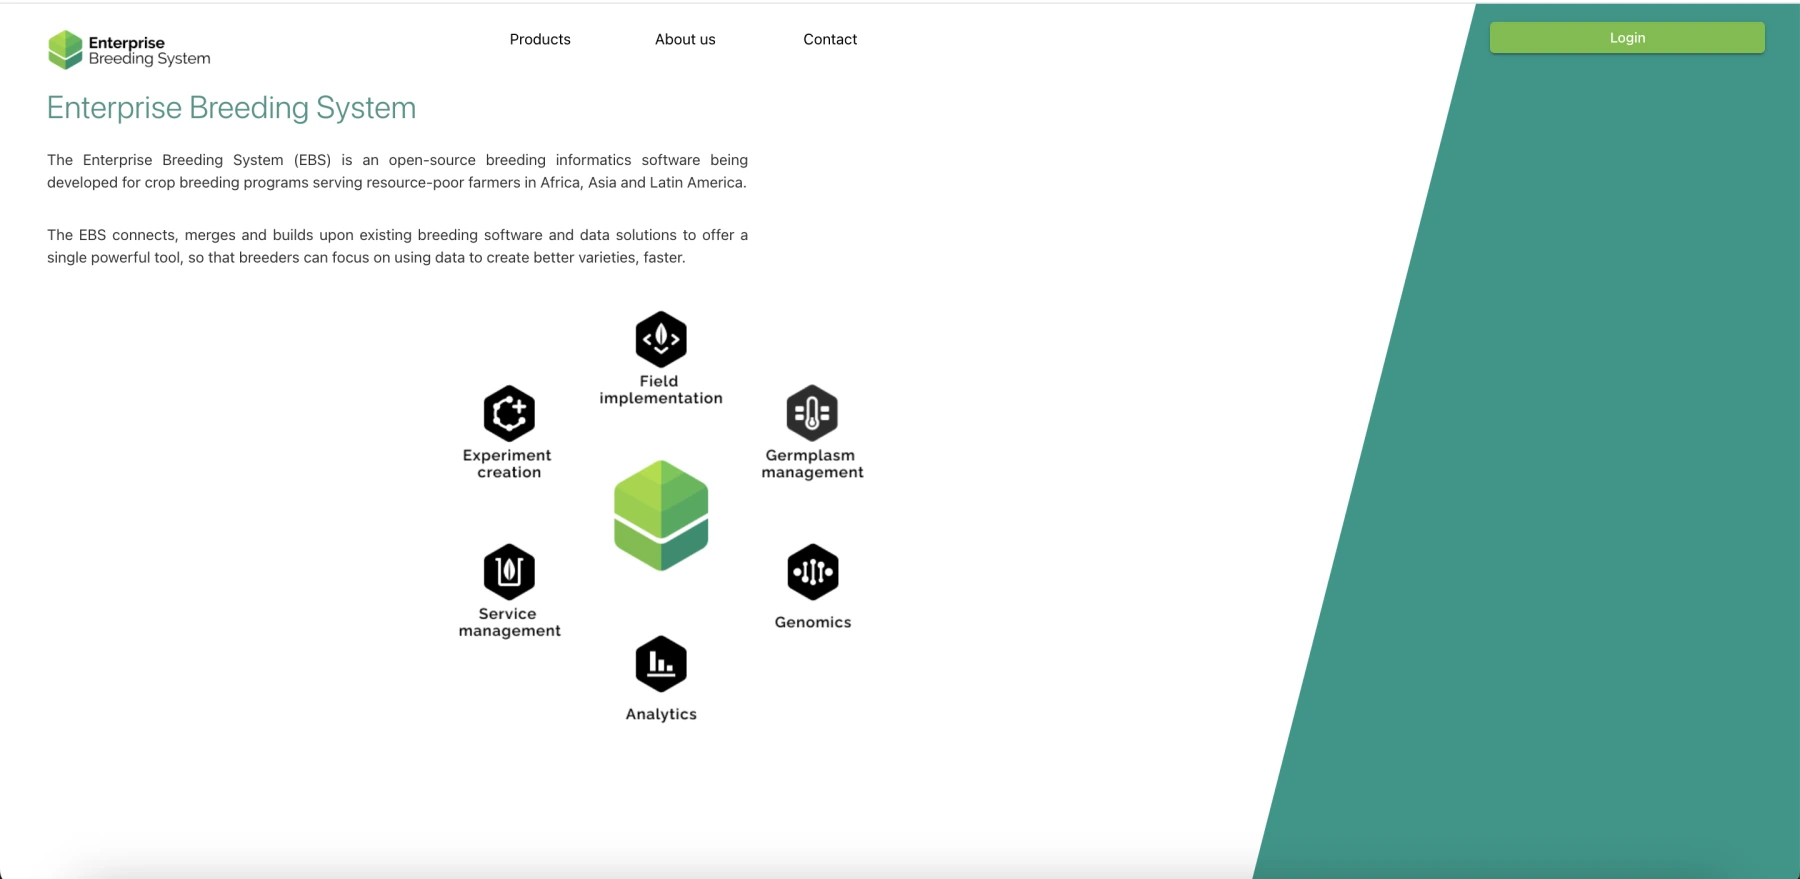 Enterprise
Breeding System
Products
About us
Contact
Login
Enterprise Breeding System
The Enterprise Breeding System (EBS) is an open-source breeding informatics software being
developed for crop breeding programs serving resource-poor farmers in Africa, Asia and Latin America.
The EBS connects, merges and builds upon existing breeding software and data solutions to offer a
single powerful tool, so that breeders can focus on using data to create better varieties, faster.
Field
implementation
Experiment
creation
Germplasm
management
Service
management
Genomics
Analytics